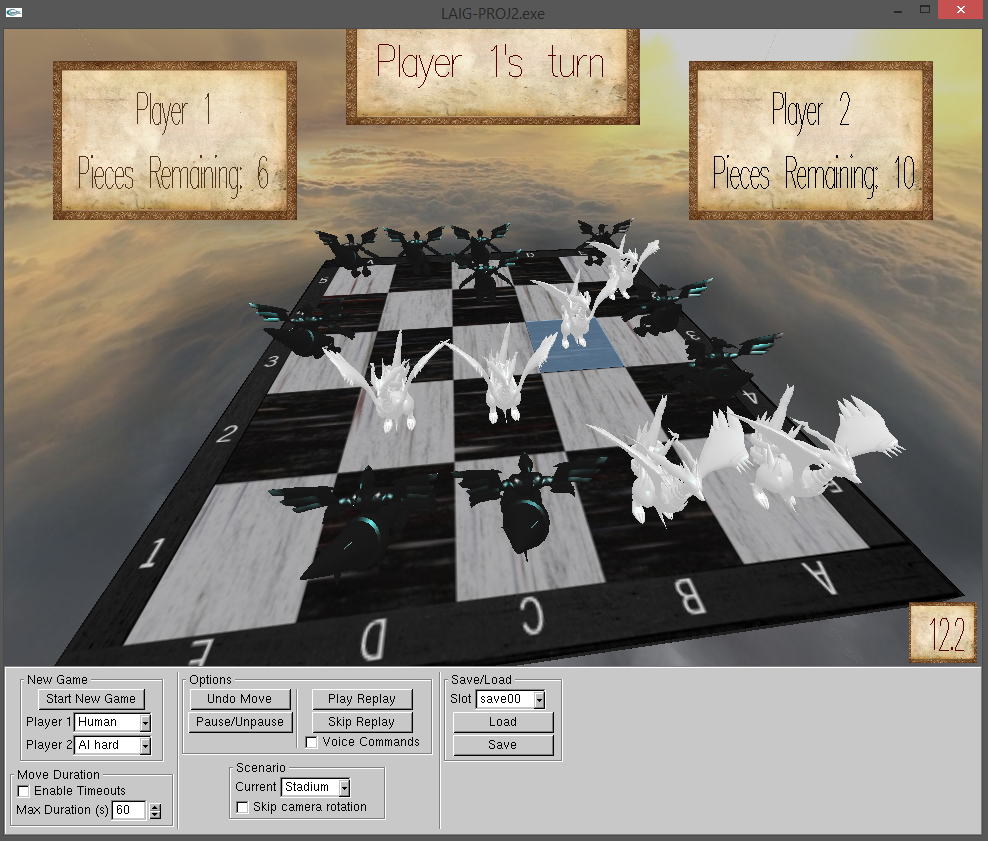 LAIG-PROJ2.exe
Player 1's turn
Player 1
Pieces Remaining: 6
Player 2
Pieces Remaining: 10
5
3
2
1
3
4
E
D
C
B
A
12.2
New Game
Start New Game
Player 1 Human
Player 2 AI hard
Move Duration
Enable Timeouts
Max Duration (s) 60
Options
Undo Move
Play Replay
Pause/Unpause
Skip Replay
Voice Commands
Scenario
Current Stadium
Skip camera rotation
Save/Load
Slot save00
Load
Save